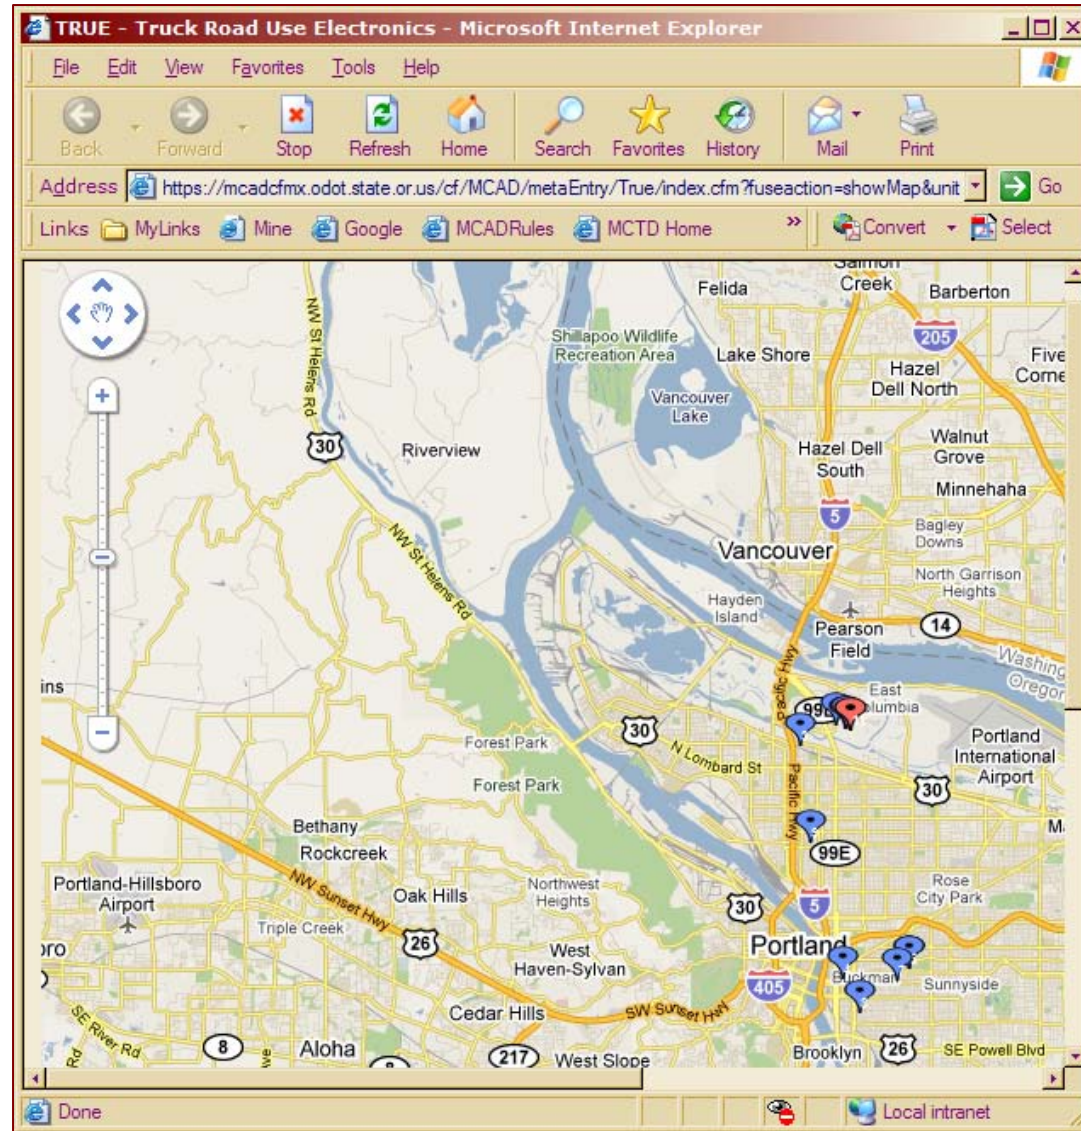 TRUE - Truck Road Use Electronics - Microsoft Internet Explorer
File Edit View Favorites Tools Help
Back Forward Stop Refresh Home Search Favorites History Mail Print
Address https://mcadcfmx.odot.state.or.us/cf/MCAD/metaEntry/True/index.cfm?fuseaction=showMap&unit Go
Links MyLinks Mine Google MCADRules MCTD Home » Convert Select
Salmon
Creek
Felida
Barberton
205
NW St Helens Rd
Shillapoo Wildlife
Recreation Area
Lake Shore
Hazel
Dell North
Five
Corne
Vancouver
Lake
30
Riverview
Hazel Dell
South
Walnut
Grove
5
Minnehaha
Bagley
Downs
NW St Helens Rd
Vancouver
North Garrison
Heights
Hayden
Island
Pearson
Field
14
Washing
Oregon
ins
Pacific Hwy
East
olumbia
99E
30
Forest Park
N Lombard St
Portland
International
Airport
Forest Park
Pacific Hwy
30
Bethany
Rockcreek
99E
M
Portland-Hillsboro
Airport
NW Sunset Hwy
Oak Hills
Northwest
Heights
30
5
Rose
City Park
Triple Creek
oro
26
West
Haven-Sylvan
Portland
405
Buckman
Sunnyside
Cedar Hills
SW Sunset Hwy
SE River Rd
8
Aloha
217
West Slope
Brooklyn
26
SE Powell Blvd
Rd
8
Done
Local intranet